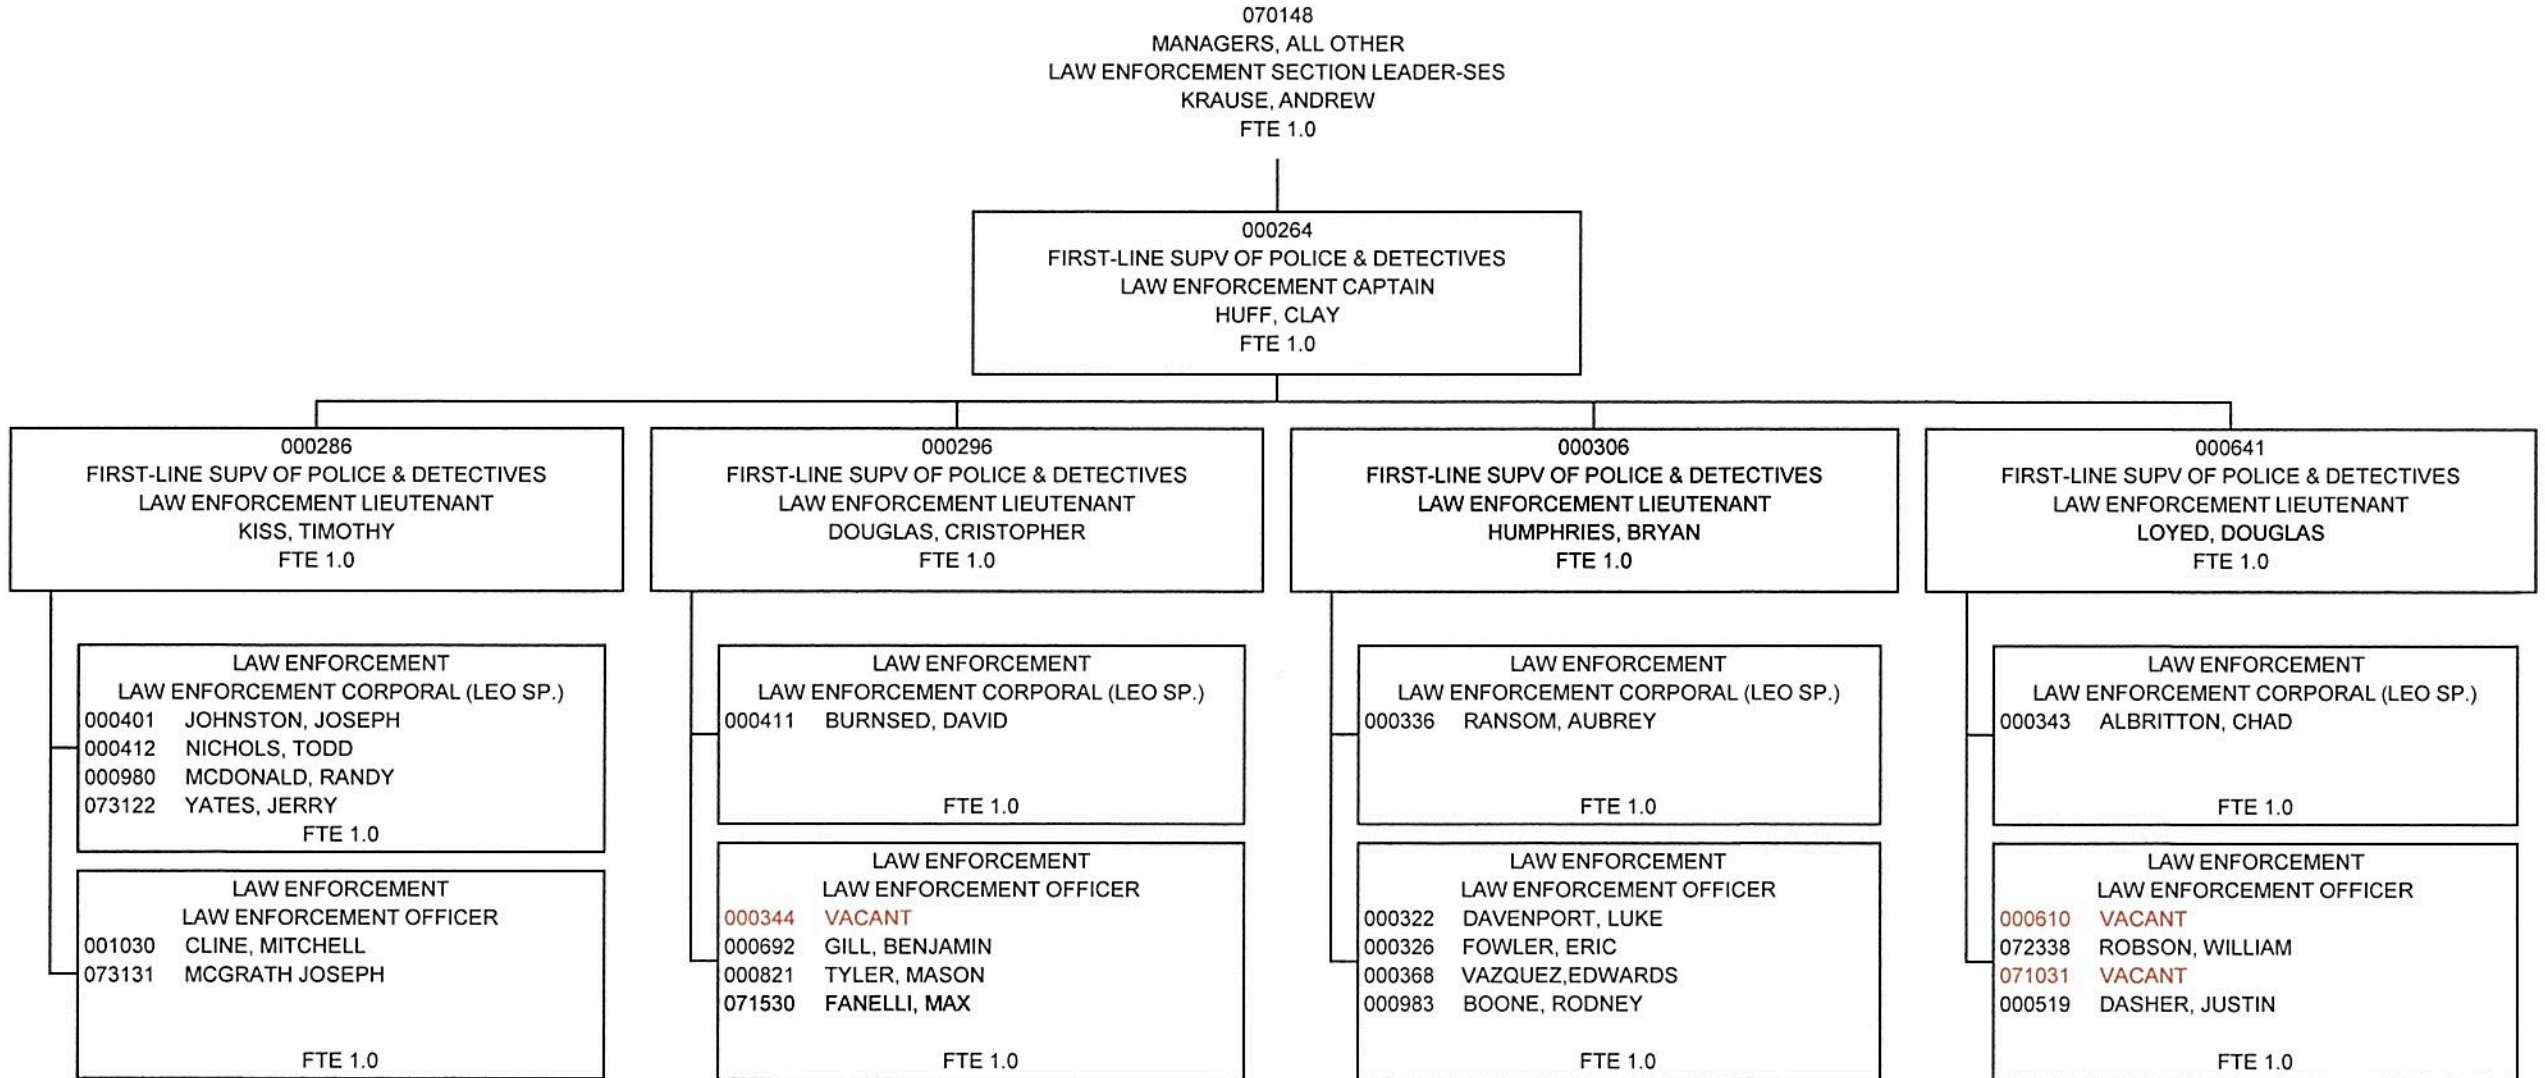 070148
MANAGERS, ALL OTHER
LAW ENFORCEMENT SECTION LEADER-SES
KRAUSE, ANDREW
FTE 1.0
000264
FIRST-LINE SUPV OF POLICE & DETECTIVES
LAW ENFORCEMENT CAPTAIN
HUFF, CLAY
FTE 1.0
000286
FIRST-LINE SUPV OF POLICE & DETECTIVES
LAW ENFORCEMENT LIEUTENANT
KISS, TIMOTHY
FTE 1.0
LAW ENFORCEMENT
LAW ENFORCEMENT CORPORAL (LEO SP.)
000401 JOHNSTON, JOSEPH
000412 NICHOLS, TODD
000980 MCDONALD, RANDY
073122 YATES, JERRY
FTE 1.0
LAW ENFORCEMENT
LAW ENFORCEMENT OFFICER
001030 CLINE, MITCHELL
073131 MCGRATH JOSEPH
FTE 1.0
000296
FIRST-LINE SUPV OF POLICE & DETECTIVES
LAW ENFORCEMENT LIEUTENANT
DOUGLAS, CRISTOPHER
FTE 1.0
LAW ENFORCEMENT
LAW ENFORCEMENT CORPORAL (LEO SP.)
000411 BURNSED, DAVID
FTE 1.0
LAW ENFORCEMENT
LAW ENFORCEMENT OFFICER
000344 VACANT
000692 GILL, BENJAMIN
000821 TYLER, MASON
071530 FANELLI, MAX
FTE 1.0
000306
FIRST-LINE SUPV OF POLICE & DETECTIVES
LAW ENFORCEMENT LIEUTENANT
HUMPHRIES, BRYAN
FTE 1.0
LAW ENFORCEMENT
LAW ENFORCEMENT CORPORAL (LEO SP.)
000336 RANSOM, AUBREY
FTE 1.0
LAW ENFORCEMENT
LAW ENFORCEMENT OFFICER
000322 DAVENPORT, LUKE
000326 FOWLER, ERIC
000368 VAZQUEZ,EDWARDS
000983 BOONE, RODNEY
FTE 1.0
000641
FIRST-LINE SUPV OF POLICE & DETECTIVES
LAW ENFORCEMENT LIEUTENANT
LOYED, DOUGLAS
FTE 1.0
LAW ENFORCEMENT
LAW ENFORCEMENT CORPORAL (LEO SP.)
000343 ALBRITTON, CHAD
FTE 1.0
LAW ENFORCEMENT
LAW ENFORCEMENT OFFICER
000610 VACANT
072338 ROBSON, WILLIAM
071031 VACANT
000519 DASHER, JUSTIN
FTE 1.0